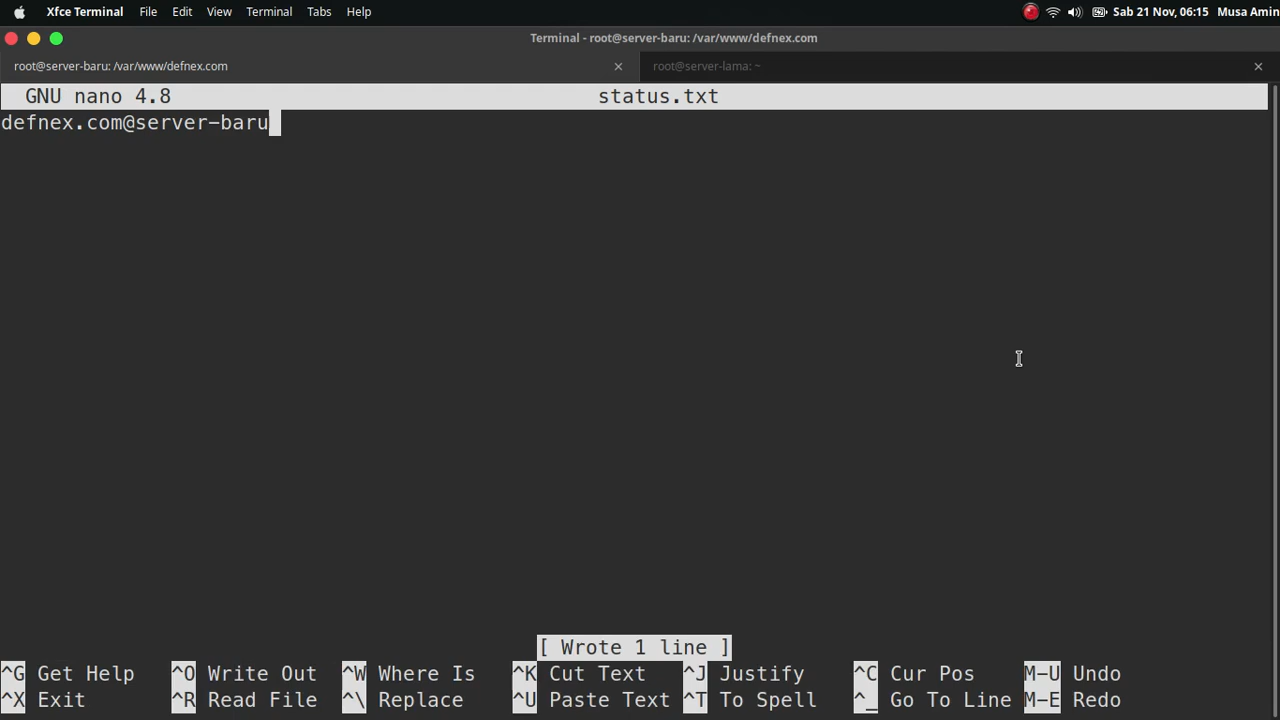 Xfce Terminal File Edit View Terminal Tabs Help Sab 21 Nov, 06:15 Musa Amin
Terminal - root@server-baru: /var/www/defnex.com
root@server-baru: /var/www/defnex.com × root@server-lama: ~ ×
GNU nano 4.8 status.txt
defnex.com@server-baru
[ Wrote 1 line ]
^G Get Help ^O Write Out ^W Where Is ^K Cut Text ^J Justify ^C Cur Pos M-U Undo
^X Exit ^R Read File ^\ Replace ^U Paste Text ^T To Spell ^_ Go To Line M-E Redo